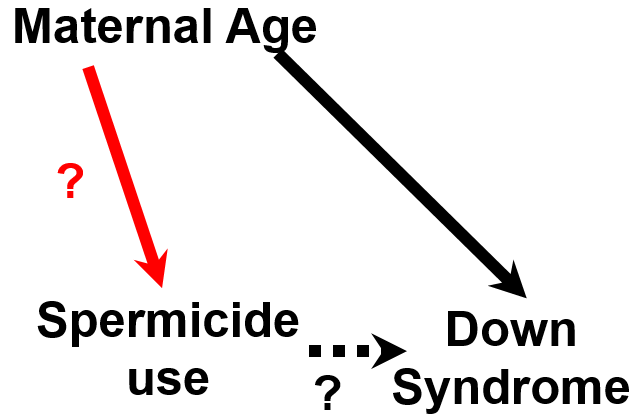 Maternal Age
?
Spermicide
use
?
Down
Syndrome